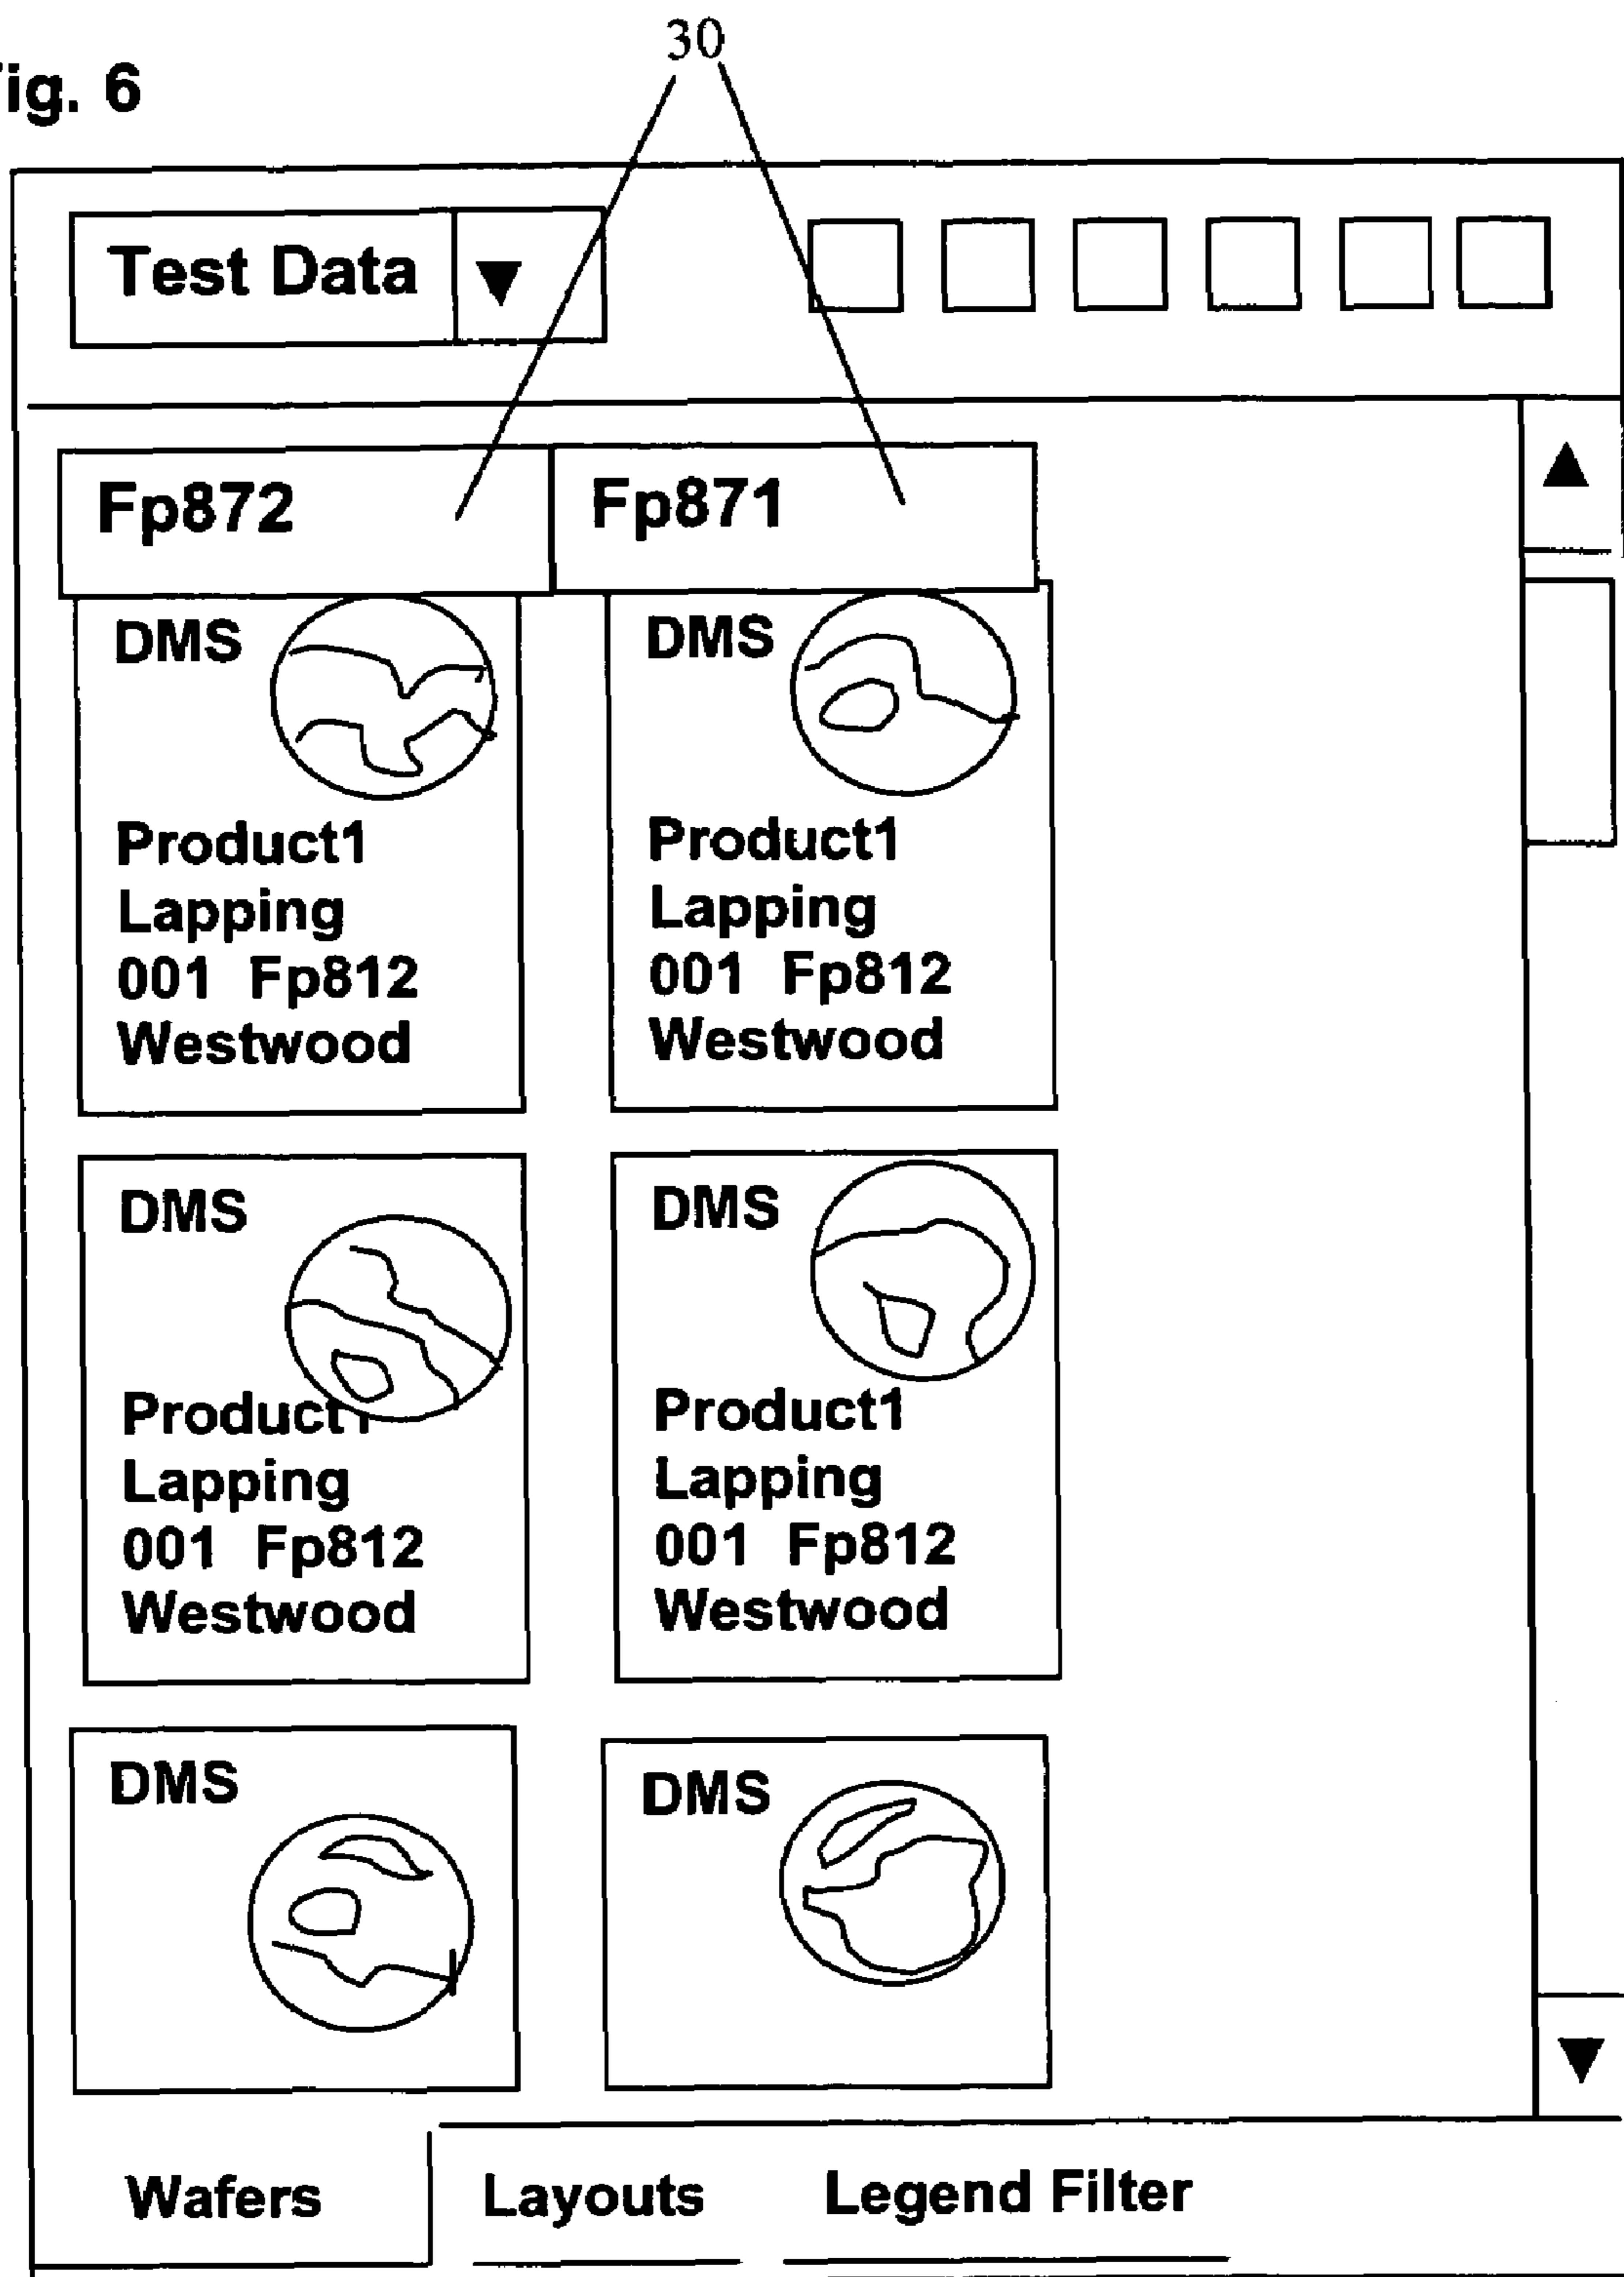 30
ig. 6
Test Data
Fp872 Fp871
DMS DMS
Product1 Product1
Lapping Lapping
001 Fp812 001 Fp812
Westwood Westwood
DMS DMS
Product1 Product1
Lapping Lapping
001 Fp812 001 Fp812
Westwood Westwood
DMS DMS
Wafers Layouts Legend Filter